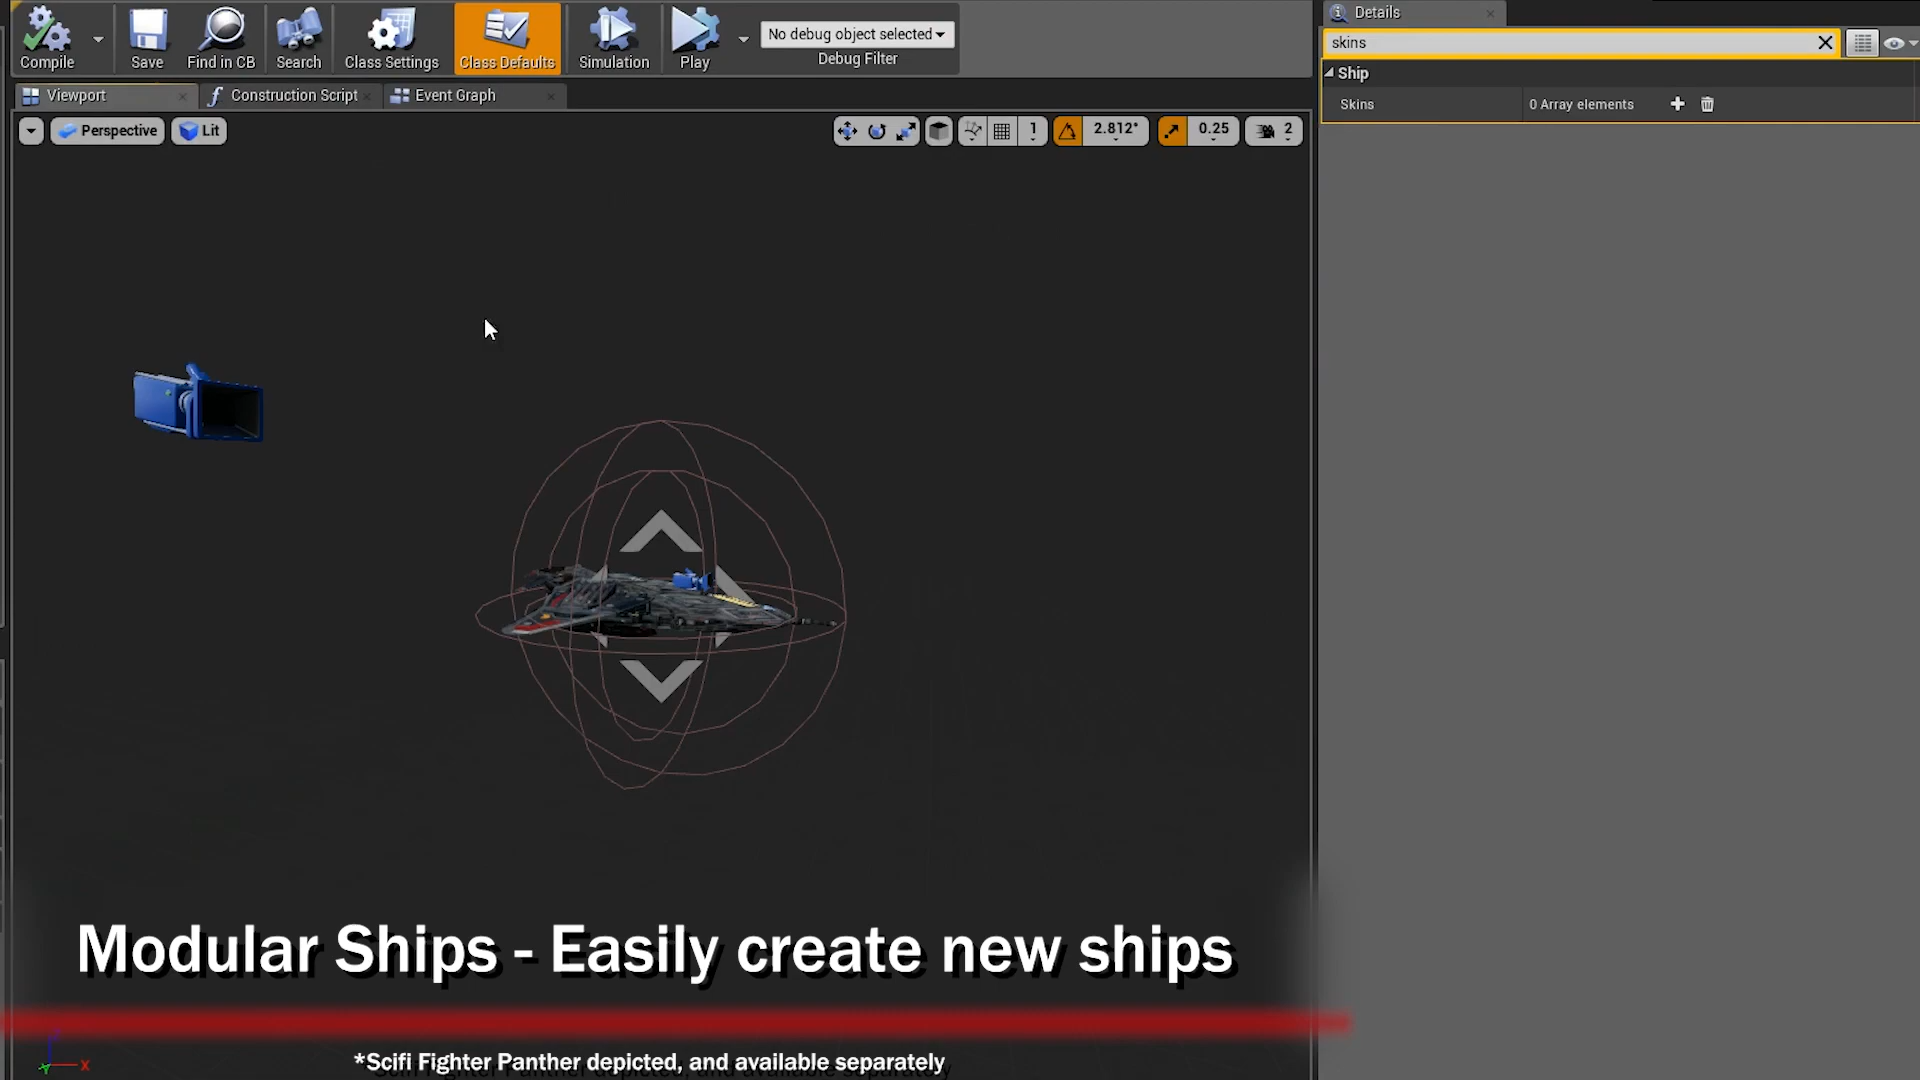 Compile
Save
Find in CB
Search
Class Settings
Class Defaults
Simulation
Play
No debug object selected
Debug Filter
Details
skins
Ship
Skins
0 Array elements
Viewport
Construction Script
Event Graph
Perspective
Lit
1
2.812°
0.25
2
Modular Ships - Easily create new ships
*Scifi Fighter Panther depicted, and available separately
X
Y